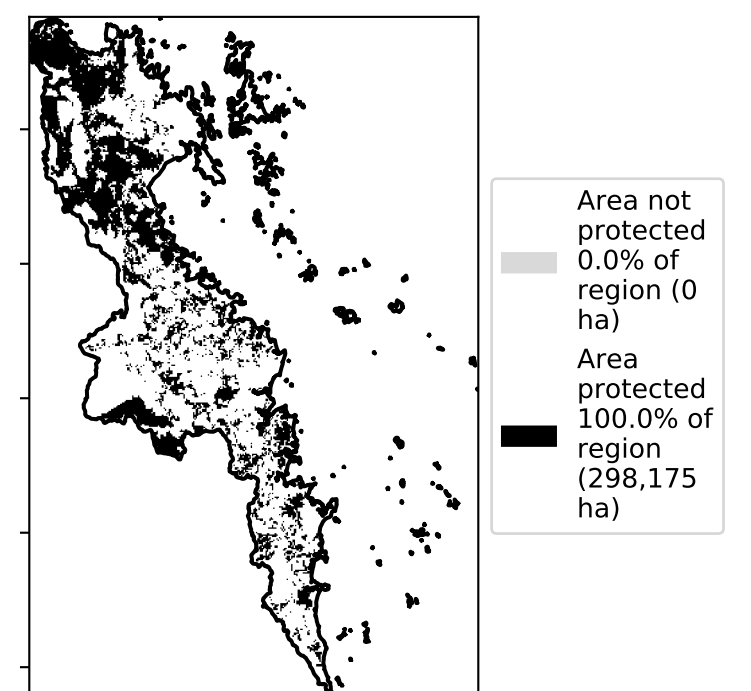 Area not
protected
0.0% of
region (0
ha)
Area
protected
100.0% of
region
(298,175
ha)